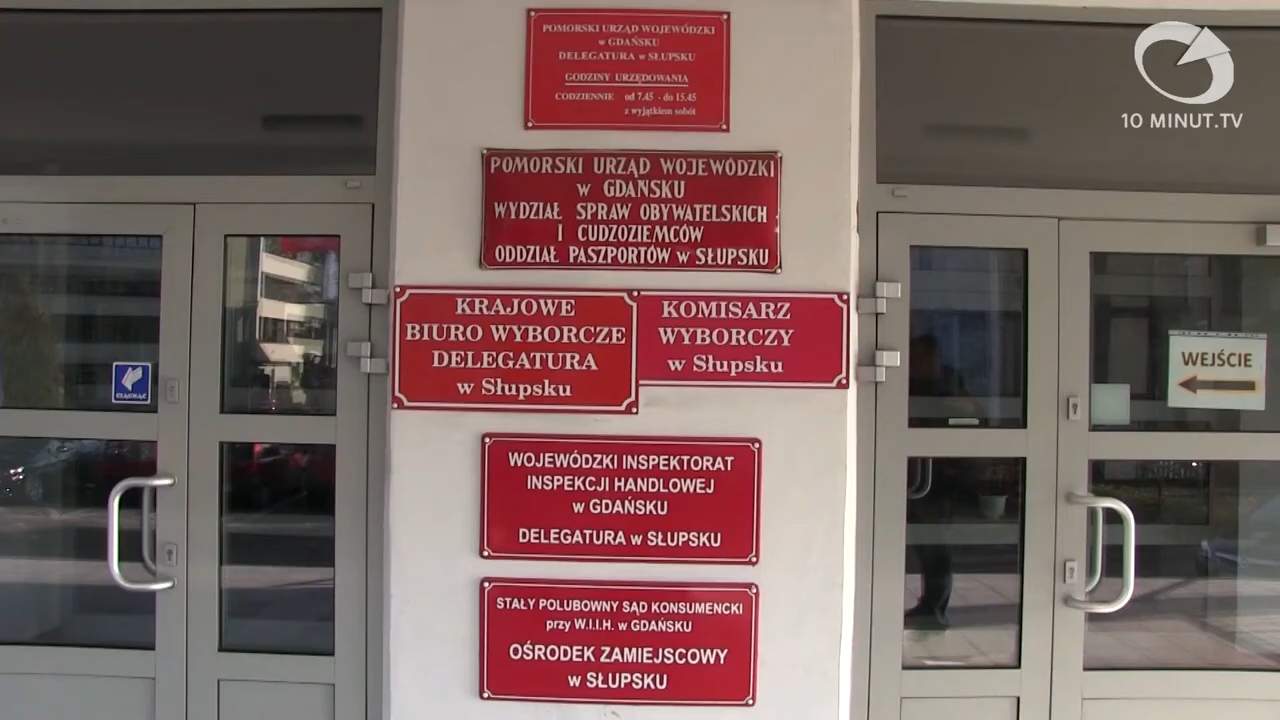 POMORSKI URZĄD WOJEWÓDZKI
w GDAŃSKU
DELEGATURA w SŁUPSKU
GODZINY URZĘDOWANIA
CODZIENNIE od 7.45 - do 15.45
z wyjątkiem sobót
10 MINUT.TV
POMORSKI URZĄD WOJEWÓDZKI
w GDAŃSKU
WYDZIAŁ SPRAW OBYWATELSKICH
I CUDZOZIEMCÓW
ODDZIAŁ PASZPORTÓW w SŁUPSKU
KRAJOWE
BIURO WYBORCZE
DELEGATURA
w Słupsku
KOMISARZ
WYBORCZY
w Słupsku
WEJŚCIE
CIĄGNĄĆ
WOJEWÓDZKI INSPEKTORAT
INSPEKCJI HANDLOWEJ
w GDAŃSKU
DELEGATURA w SŁUPSKU
STAŁY POLUBOWNY SĄD KONSUMENCKI
przy W.I.I.H. w GDAŃSKU
OŚRODEK ZAMIEJSCOWY
w SŁUPSKU